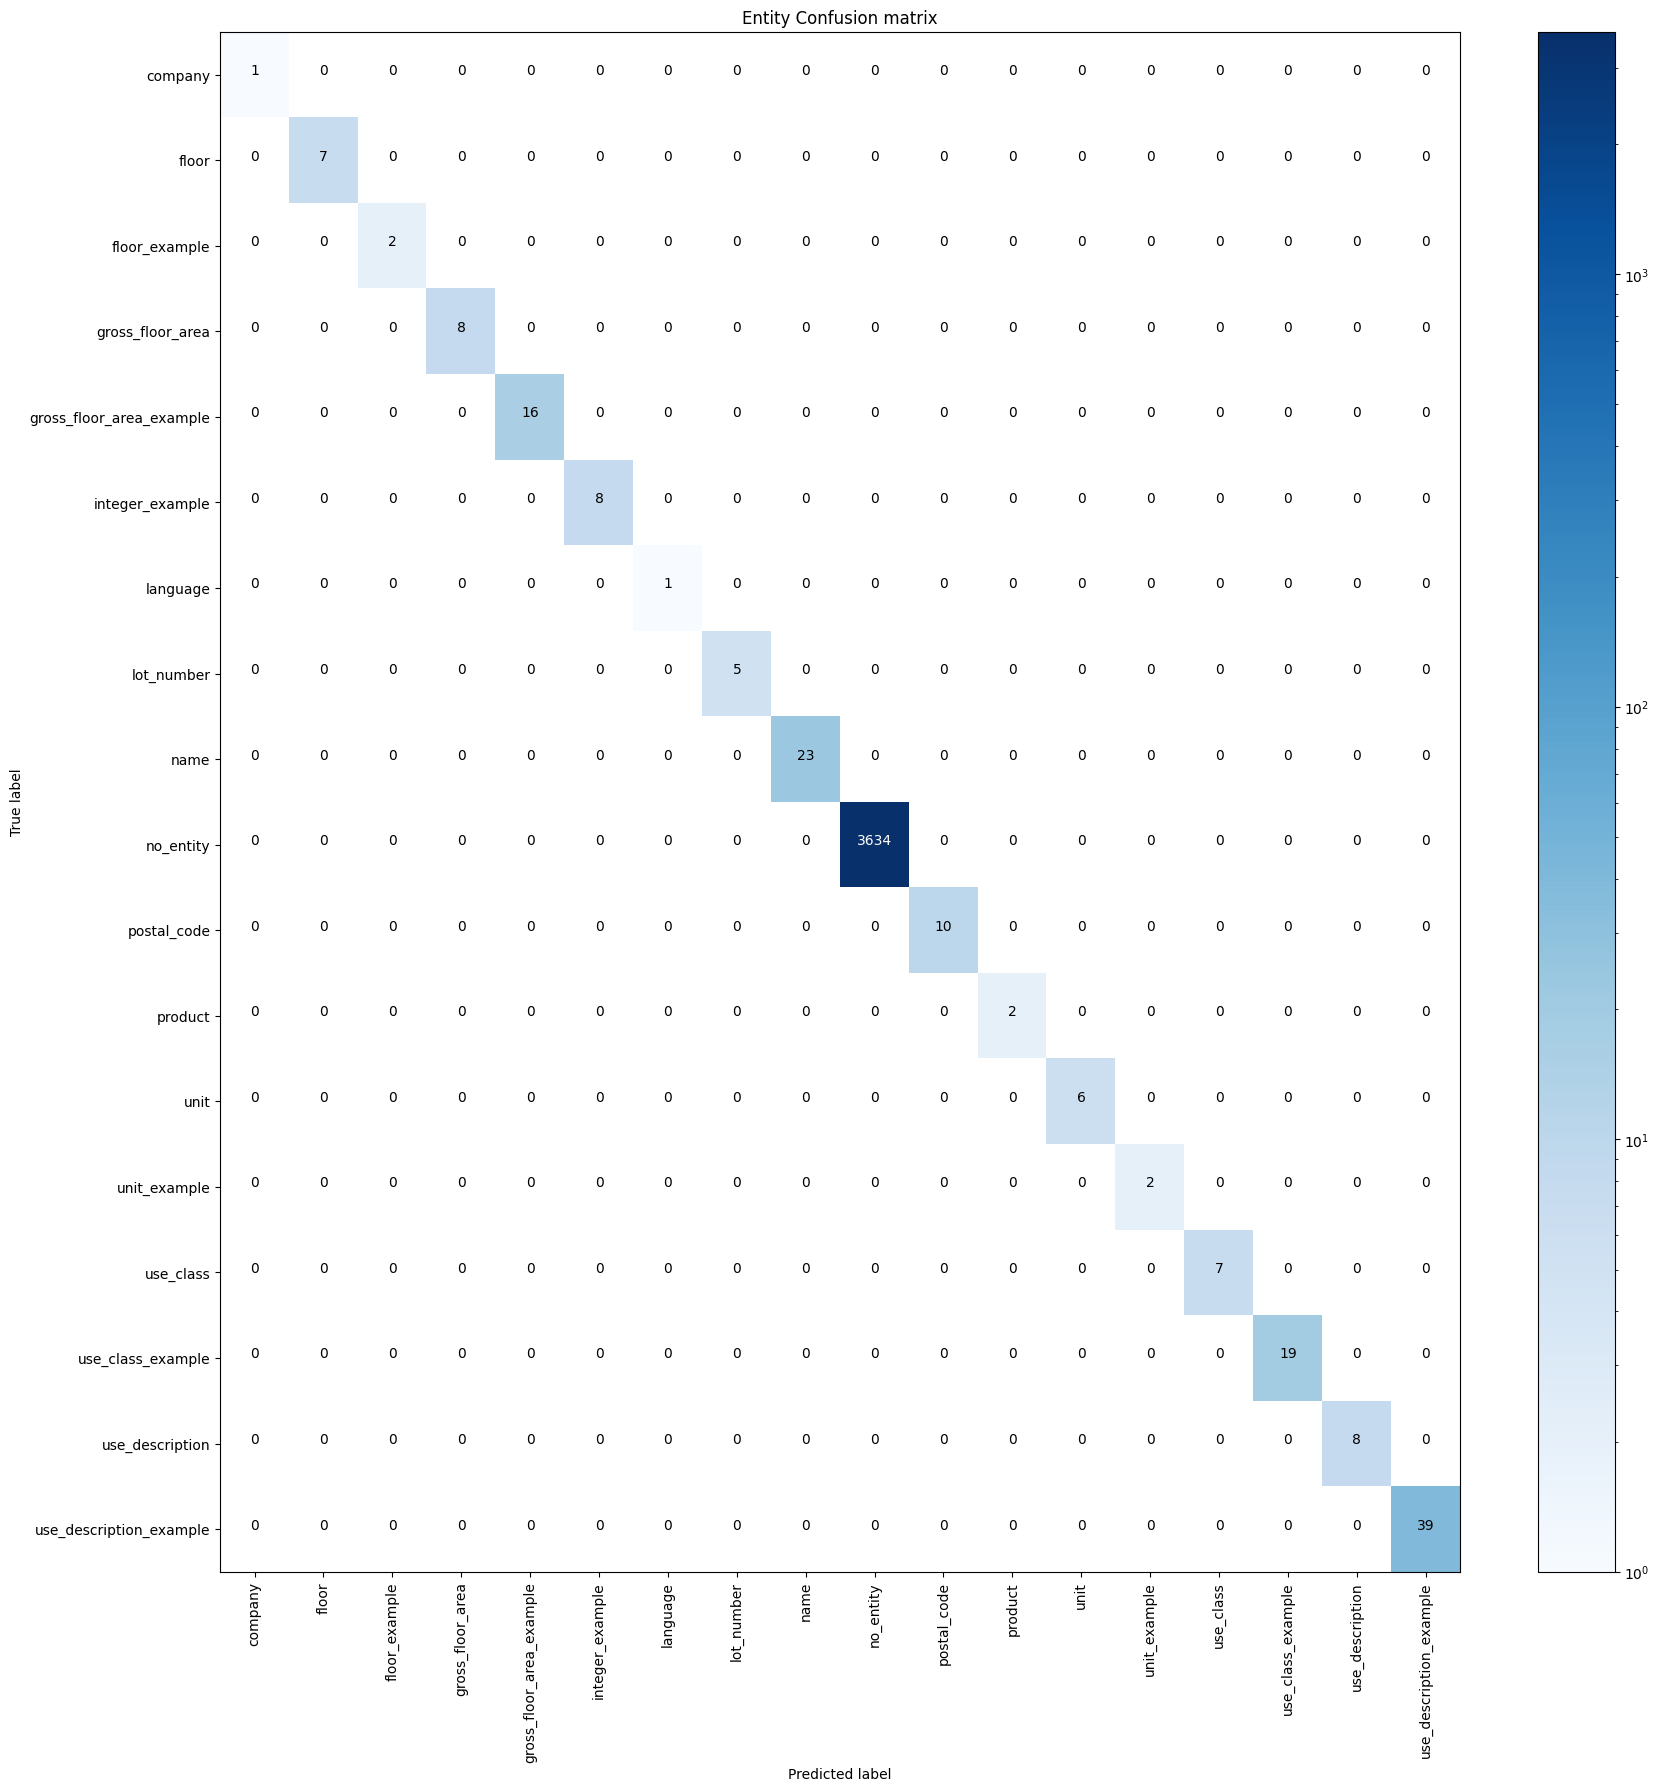 Entity Confusion matrix
company 1 0 0 0 0 0 0 0 0 0 0 0 0 0 0 0 0 0
floor 0 7 0 0 0 0 0 0 0 0 0 0 0 0 0 0 0 0
floor_example 0 0 2 0 0 0 0 0 0 0 0 0 0 0 0 0 0 0
gross_floor_area 0 0 0 8 0 0 0 0 0 0 0 0 0 0 0 0 0 0
gross_floor_area_example 0 0 0 0 16 0 0 0 0 0 0 0 0 0 0 0 0 0
integer_example 0 0 0 0 0 8 0 0 0 0 0 0 0 0 0 0 0 0
language 0 0 0 0 0 0 1 0 0 0 0 0 0 0 0 0 0 0
lot_number 0 0 0 0 0 0 0 5 0 0 0 0 0 0 0 0 0 0
name 0 0 0 0 0 0 0 0 23 0 0 0 0 0 0 0 0 0
no_entity 0 0 0 0 0 0 0 0 0 3634 0 0 0 0 0 0 0 0
postal_code 0 0 0 0 0 0 0 0 0 0 10 0 0 0 0 0 0 0
product 0 0 0 0 0 0 0 0 0 0 0 2 0 0 0 0 0 0
unit 0 0 0 0 0 0 0 0 0 0 0 0 6 0 0 0 0 0
unit_example 0 0 0 0 0 0 0 0 0 0 0 0 0 2 0 0 0 0
use_class 0 0 0 0 0 0 0 0 0 0 0 0 0 0 7 0 0 0
use_class_example 0 0 0 0 0 0 0 0 0 0 0 0 0 0 0 19 0 0
use_description 0 0 0 0 0 0 0 0 0 0 0 0 0 0 0 0 8 0
use_description_example 0 0 0 0 0 0 0 0 0 0 0 0 0 0 0 0 0 39
True label
company
floor
floor_example
gross_floor_area
gross_floor_area_example
integer_example
language
lot_number
name
no_entity
postal_code
product
unit
unit_example
use_class
use_class_example
use_description
use_description_example
Predicted label
10³
10²
10¹
10⁰